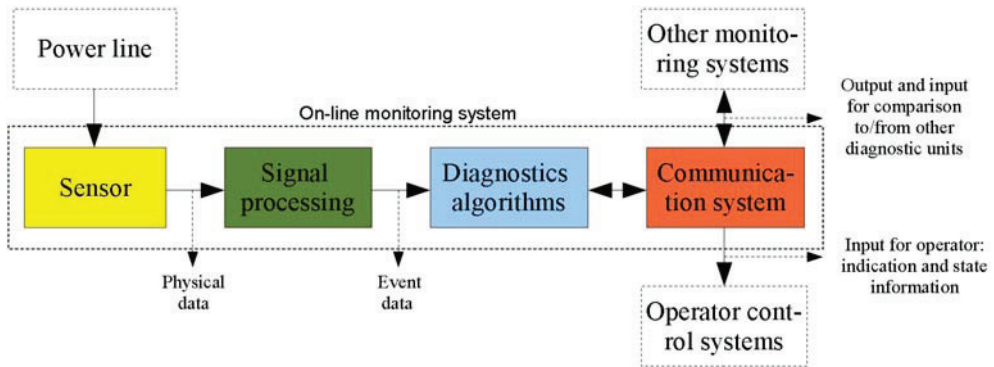 Power line
Other monito-
ring systems
Output and input
for comparison
to/from other
diagnostic units
On-line monitoring system
Sensor
Signal
processing
Diagnostics
algorithms
Communica-
tion system
Physical
data
Event
data
Input for operator:
indication and state
information
Operator cont-
rol systems